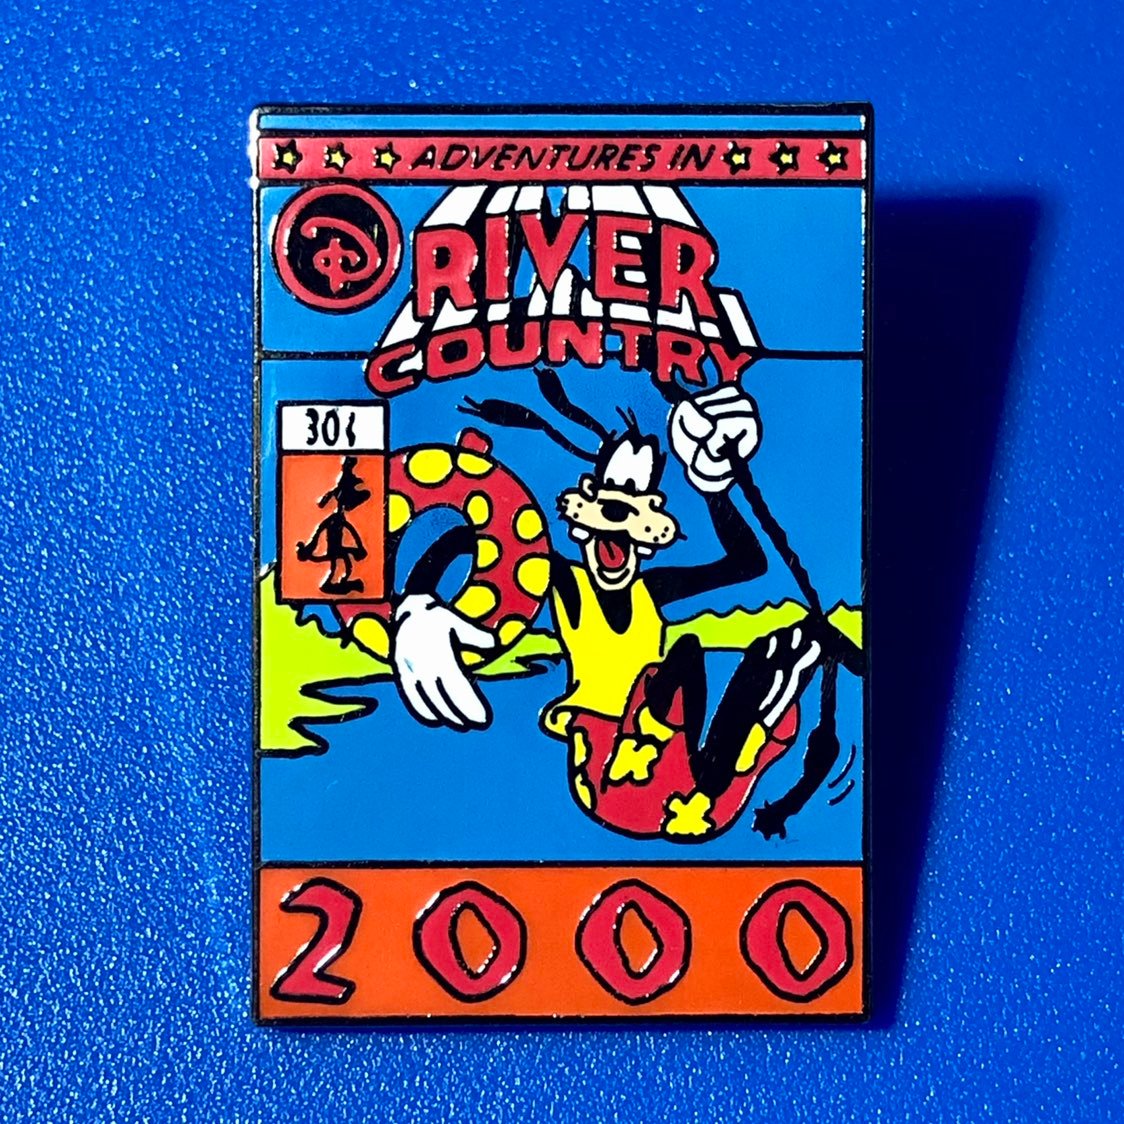 ADVENTURES IN
D
RIVER
COUNTRY
30¢
2000